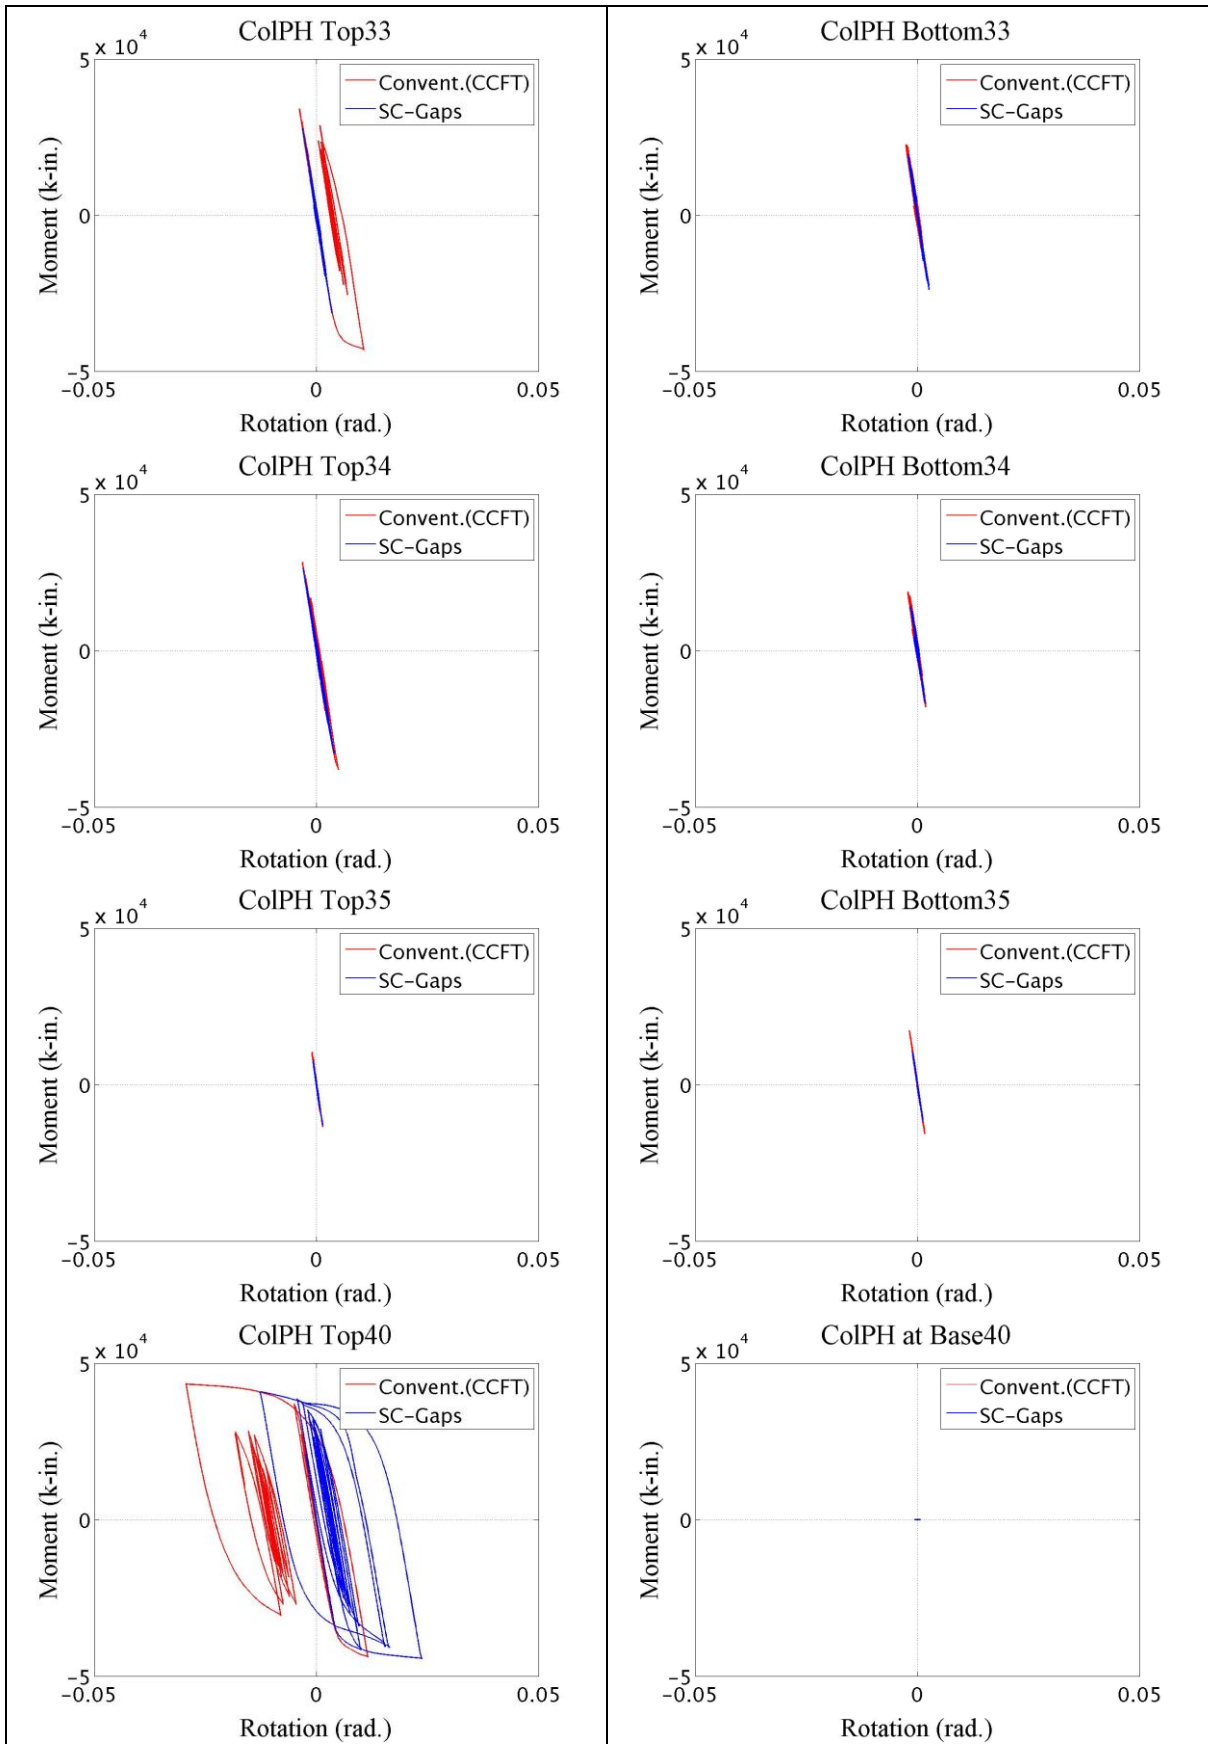 ColPH Top33
5 x 10^4
Convent.(CCFT)
SC-Gaps
Moment (k-in.)
0
-5
-0.05 0 0.05
Rotation (rad.)
ColPH Bottom33
5 x 10^4
Convent.(CCFT)
SC-Gaps
Moment (k-in.)
0
-5
-0.05 0 0.05
Rotation (rad.)
ColPH Top34
5 x 10^4
Convent.(CCFT)
SC-Gaps
Moment (k-in.)
0
-5
-0.05 0 0.05
Rotation (rad.)
ColPH Bottom34
5 x 10^4
Convent.(CCFT)
SC-Gaps
Moment (k-in.)
0
-5
-0.05 0 0.05
Rotation (rad.)
ColPH Top35
5 x 10^4
Convent.(CCFT)
SC-Gaps
Moment (k-in.)
0
-5
-0.05 0 0.05
Rotation (rad.)
ColPH Bottom35
5 x 10^4
Convent.(CCFT)
SC-Gaps
Moment (k-in.)
0
-5
-0.05 0 0.05
Rotation (rad.)
ColPH Top40
5 x 10^4
Convent.(CCFT)
SC-Gaps
Moment (k-in.)
0
-5
-0.05 0 0.05
Rotation (rad.)
ColPH at Base40
5 x 10^4
Convent.(CCFT)
SC-Gaps
Moment (k-in.)
0
-5
-0.05 0 0.05
Rotation (rad.)